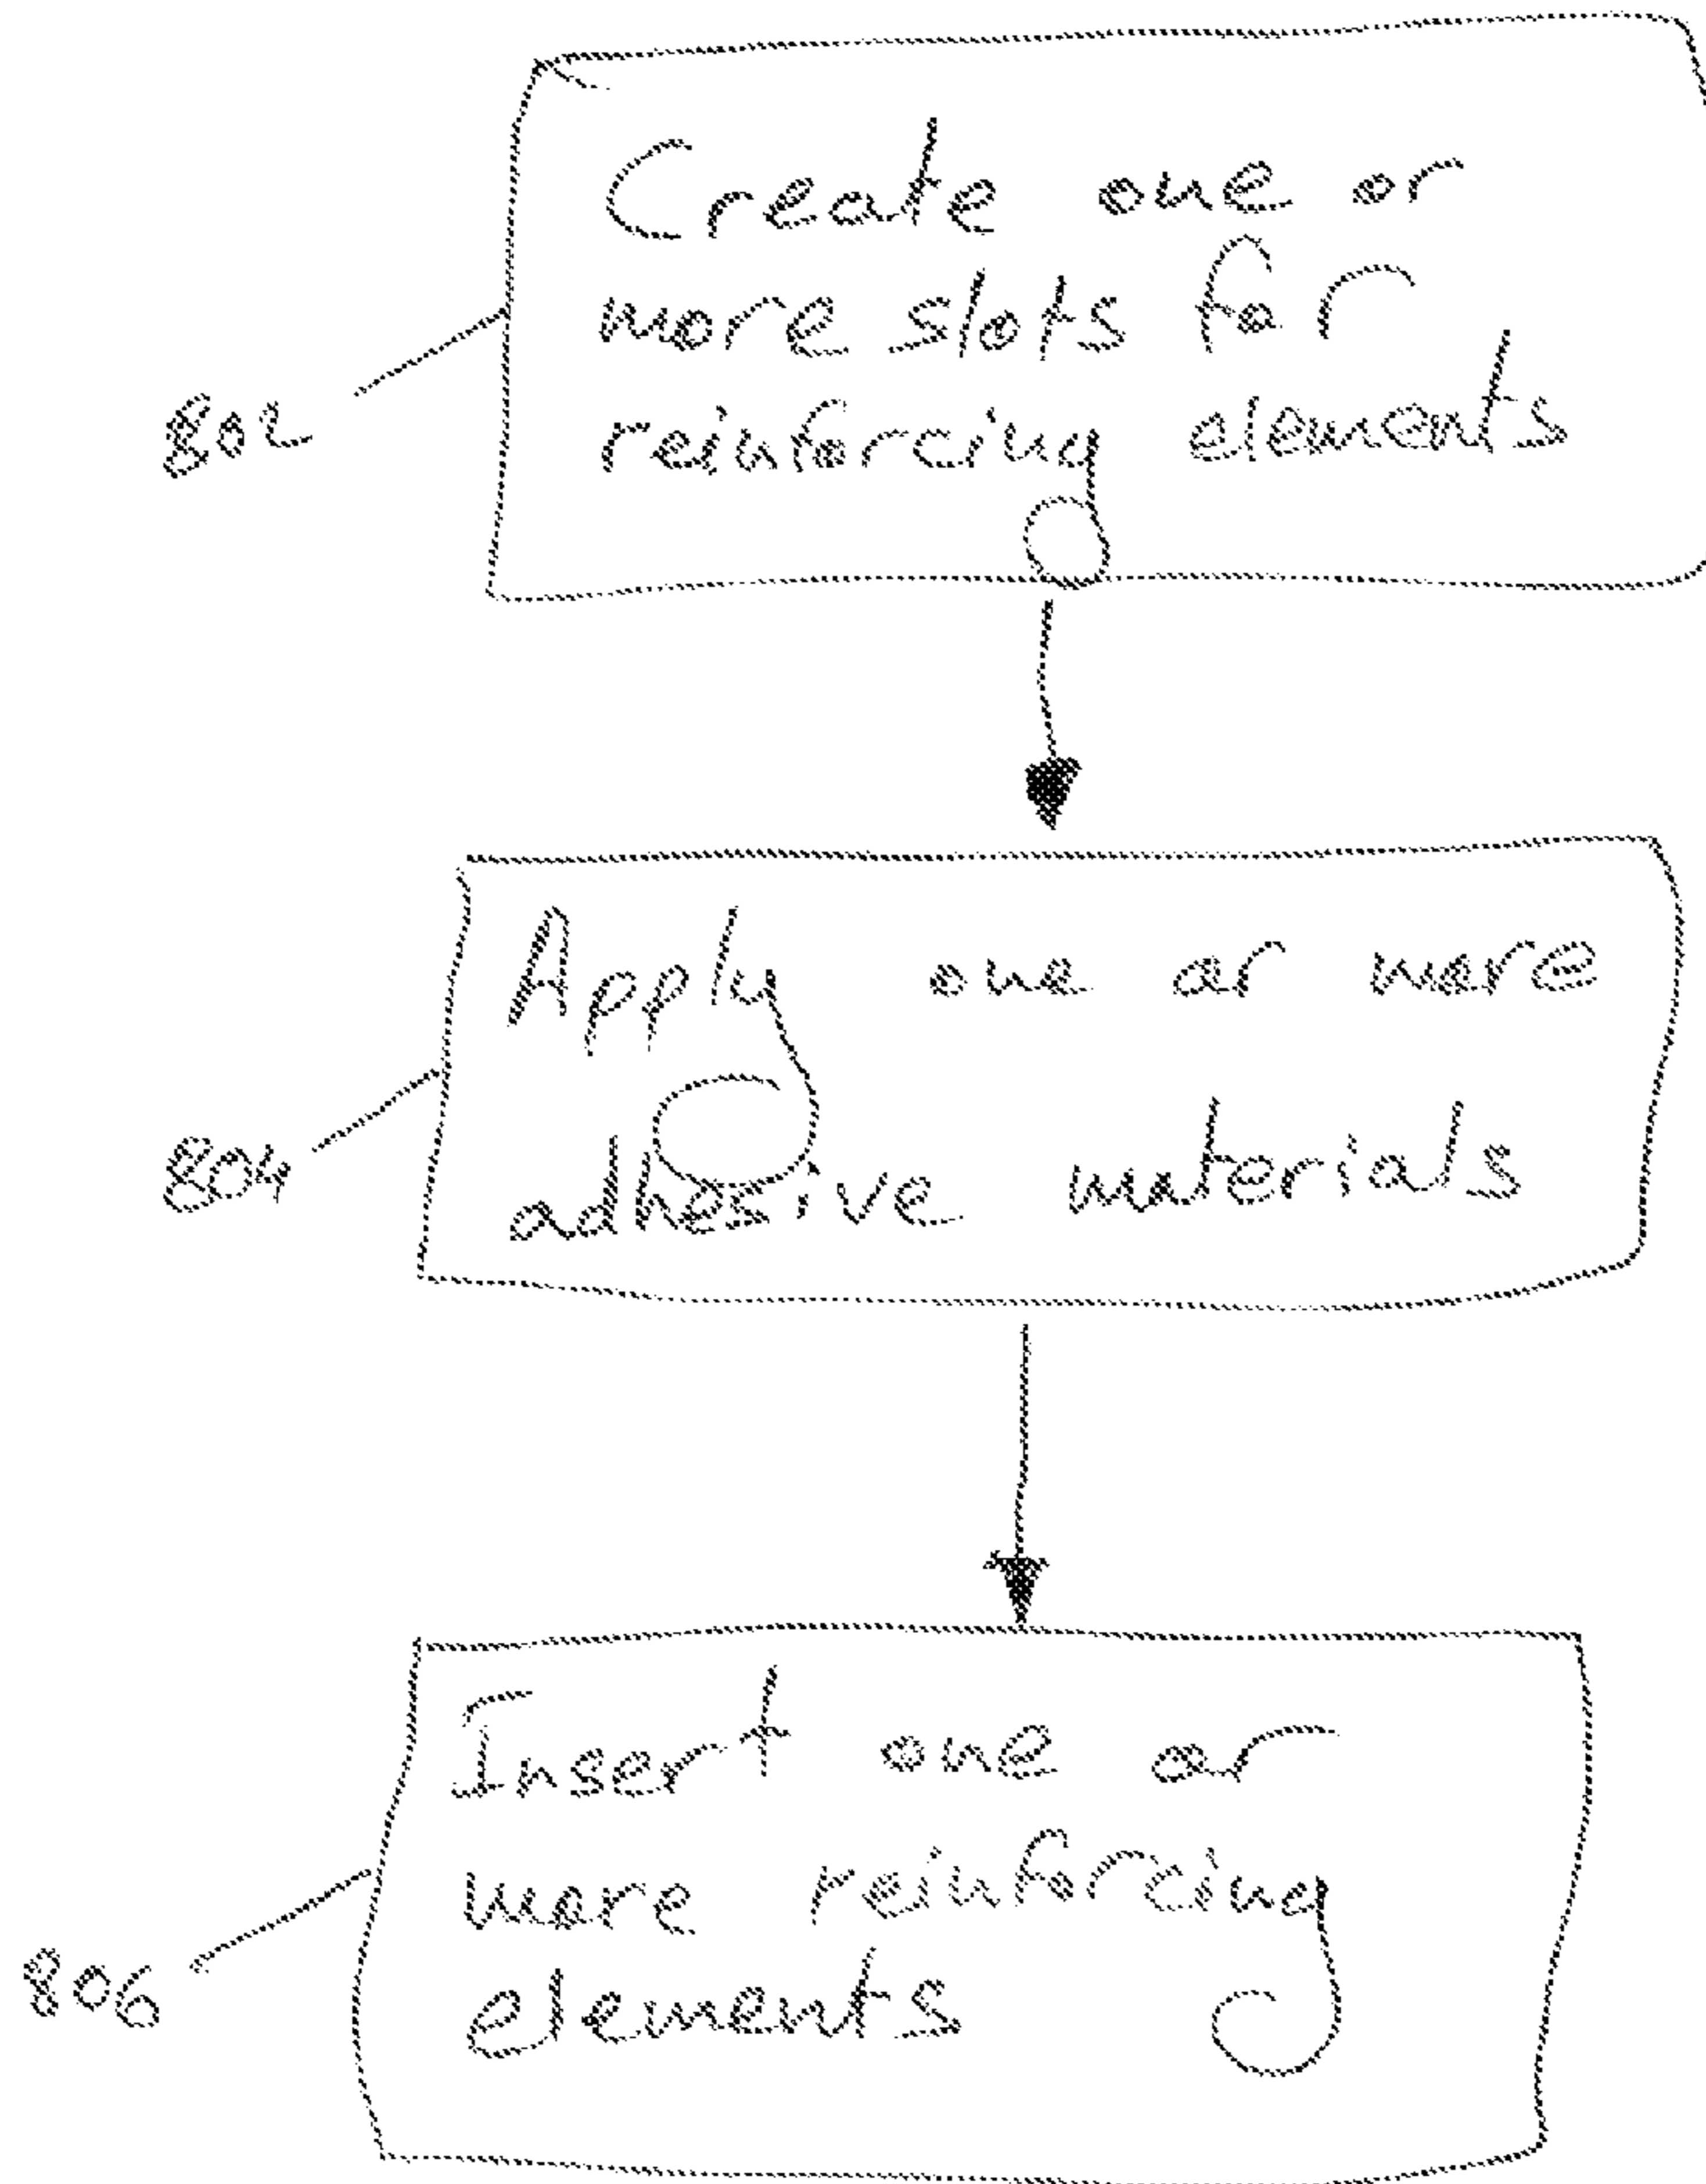 Create one or
more slots for
802
reinforcing elements
Apply one or more
804
adhesive materials
Insert one or
more reinforcing
806
elements